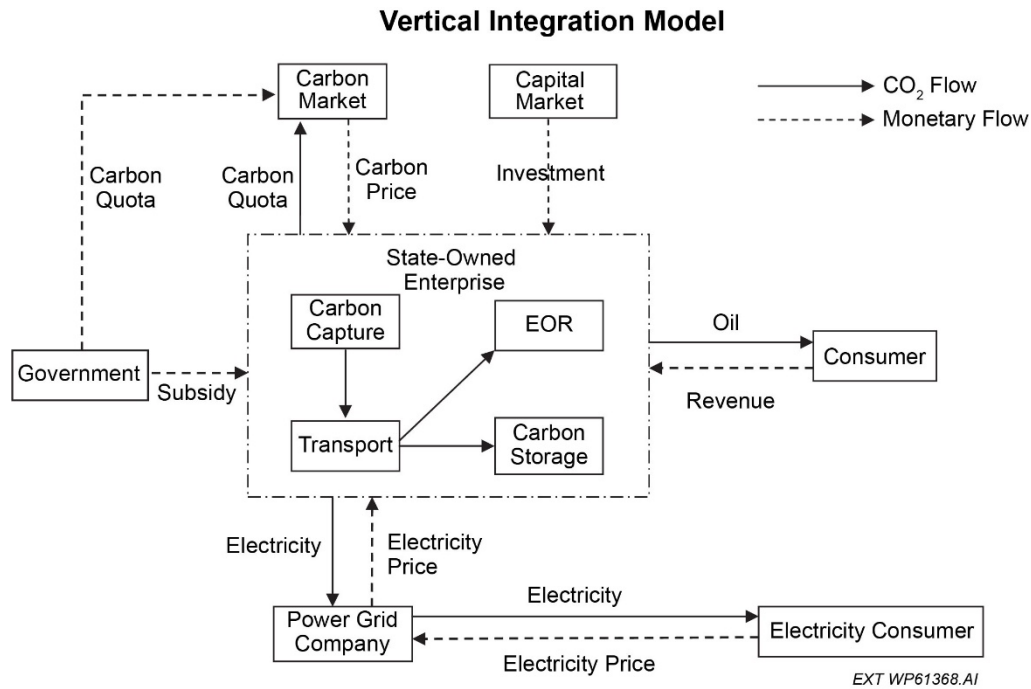 Vertical Integration Model
Carbon
Market
Capital
Market
CO₂ Flow
Monetary Flow
Carbon
Quota
Carbon
Quota
Carbon
Price
Investment
State-Owned
Enterprise
Carbon
Capture
EOR
Oil
Government
Subsidy
Consumer
Revenue
Transport
Carbon
Storage
Electricity
Electricity
Price
Electricity
Power Grid
Company
Electricity Consumer
Electricity Price
EXT WP61368.AI